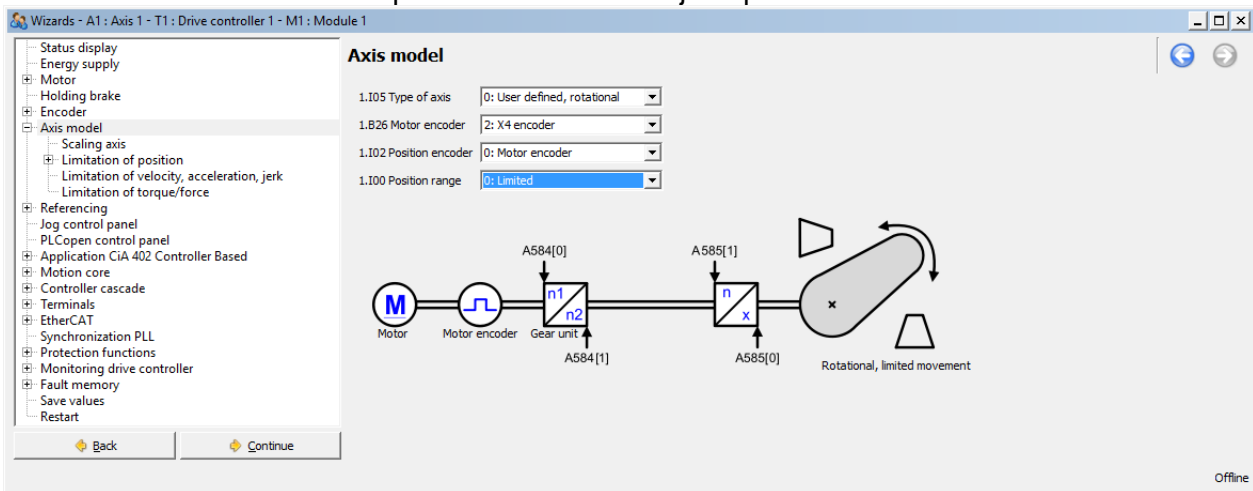 Wizards - A1 : Axis 1 - T1 : Drive controller 1 - M1 : Module 1
Status display
Energy supply
Motor
Holding brake
Encoder
Axis model
Scaling axis
Limitation of position
Limitation of velocity, acceleration, jerk
Limitation of torque/force
Referencing
Jog control panel
PLCopen control panel
Application CiA 402 Controller Based
Motion core
Controller cascade
Terminals
EtherCAT
Synchronization PLL
Protection functions
Monitoring drive controller
Fault memory
Save values
Restart
Back
Continue
Axis model
1.I05 Type of axis 0: User defined, rotational
1.B26 Motor encoder 2: X4 encoder
1.I02 Position encoder 0: Motor encoder
1.I00 Position range 0: Limited
A584[0] A585[1]
M n1 n2 n x
Motor Motor encoder Gear unit
A584[1] A585[0]
Rotational, limited movement
Offline